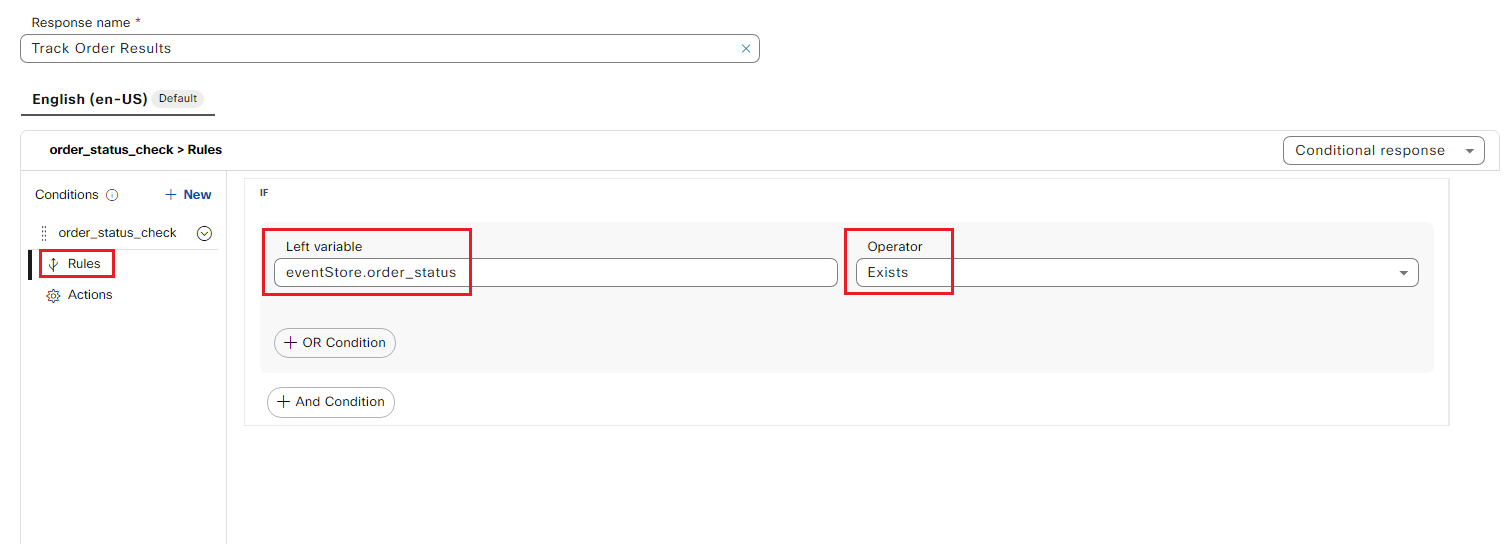 Response name *
Track Order Results
English (en-US) Default
order_status_check > Rules
Conditional response
Conditions
+ New
IF
order_status_check
Left variable
Operator
Rules
eventStore.order_status
Exists
Actions
+ OR Condition
+ And Condition